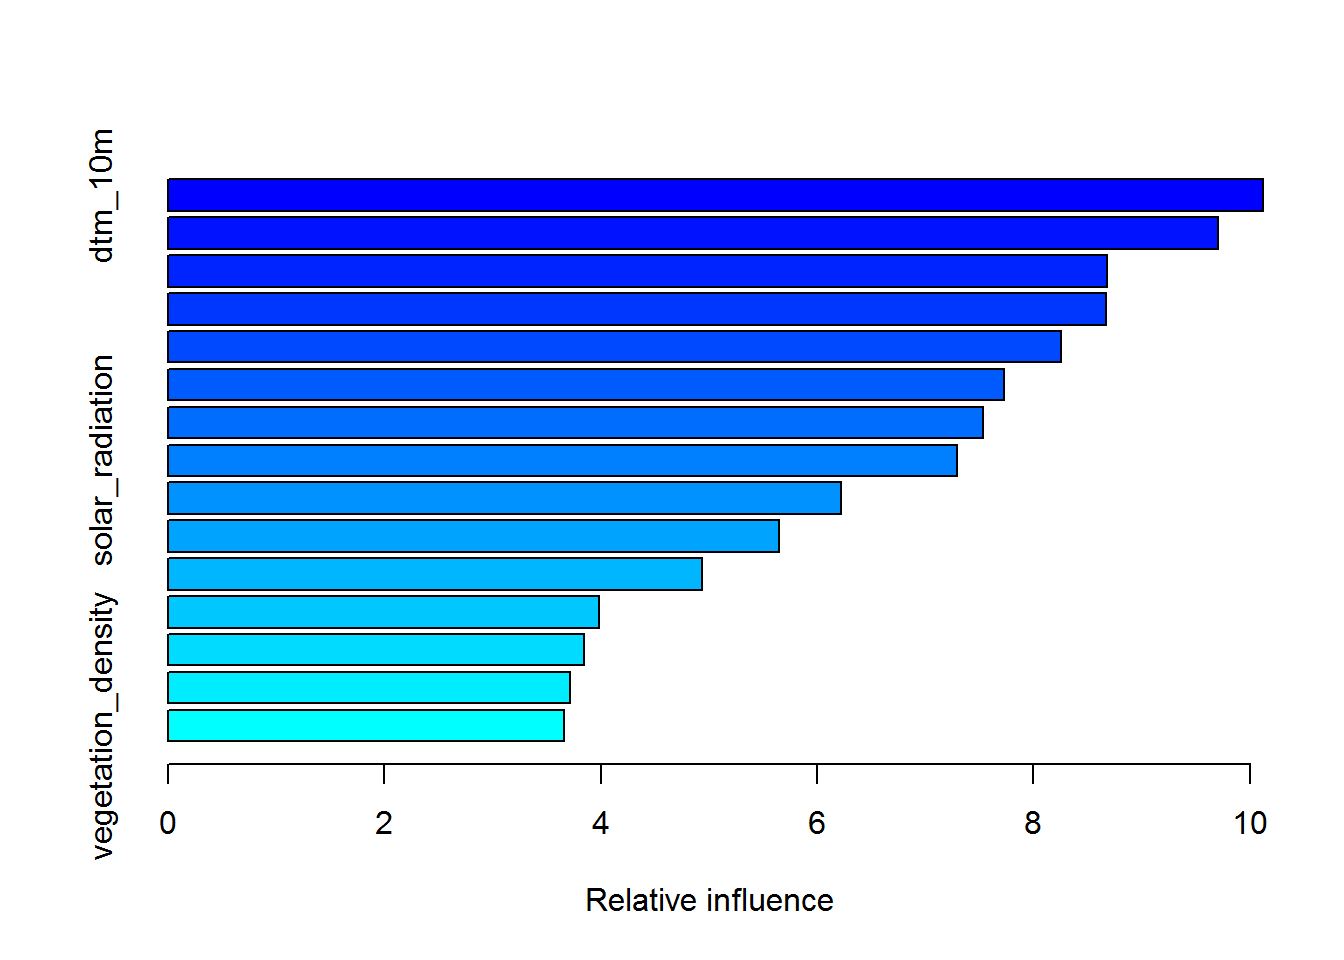 dtm_10m
solar_radiation
vegetation_density
0 2 4 6 8 10
Relative influence